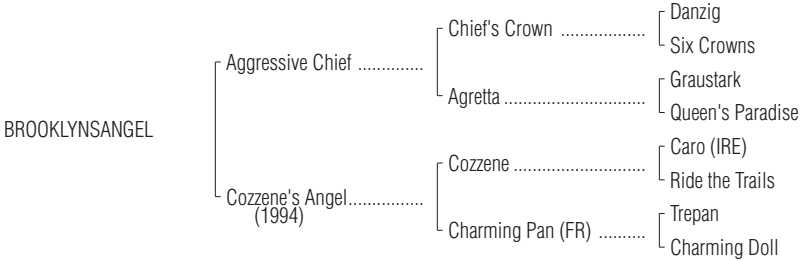 Danzig
Chief's Crown ..................
Six Crowns
Aggressive Chief ..............
Graustark
Agretta ..............................
Queen's Paradise
BROOKLYNSANGEL
Caro (IRE)
Cozzene ............................
Ride the Trails
Cozzene's Angel................
(1994)
Trepan
Charming Pan (FR) ..........
Charming Doll